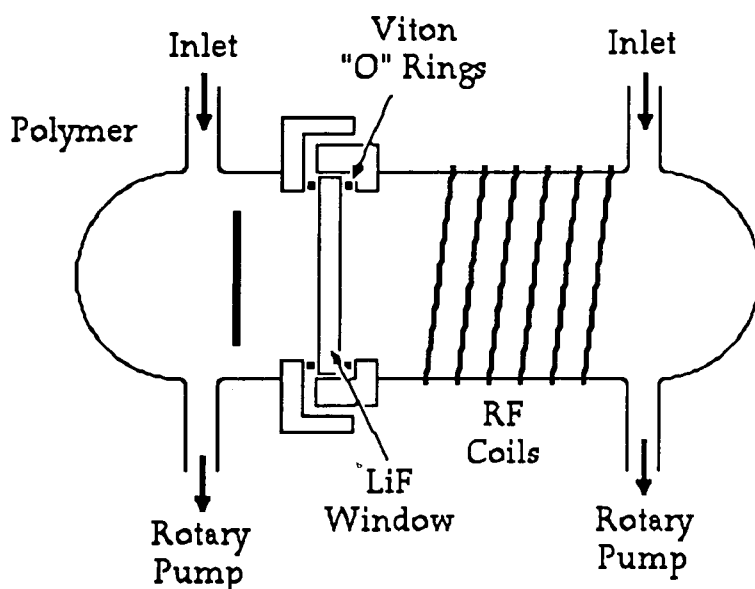 Inlet
Viton
"O" Rings
Inlet
Polymer
RF
Coils
LiF
Window
Rotary
Pump
Rotary
Pump